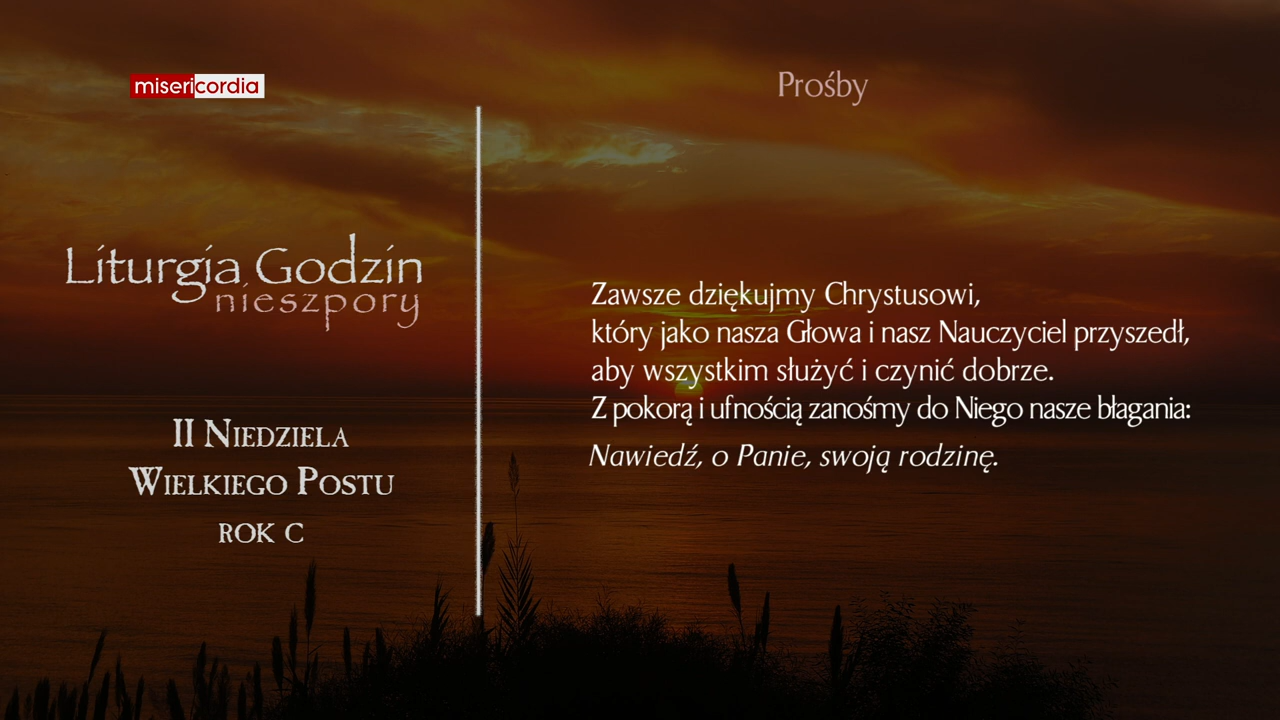 misericordia
Liturgia Godzin
nieszpory
II Niedziela
Wielkiego Postu
rok C
Prośby
Zawsze dziękujmy Chrystusowi,
który jako nasza Głowa i nasz Nauczyciel przyszedł,
aby wszystkim służyć i czynić dobrze.
Z pokorą i ufnością zanośmy do Niego nasze błagania:
Nawiedź, o Panie, swoją rodzinę.